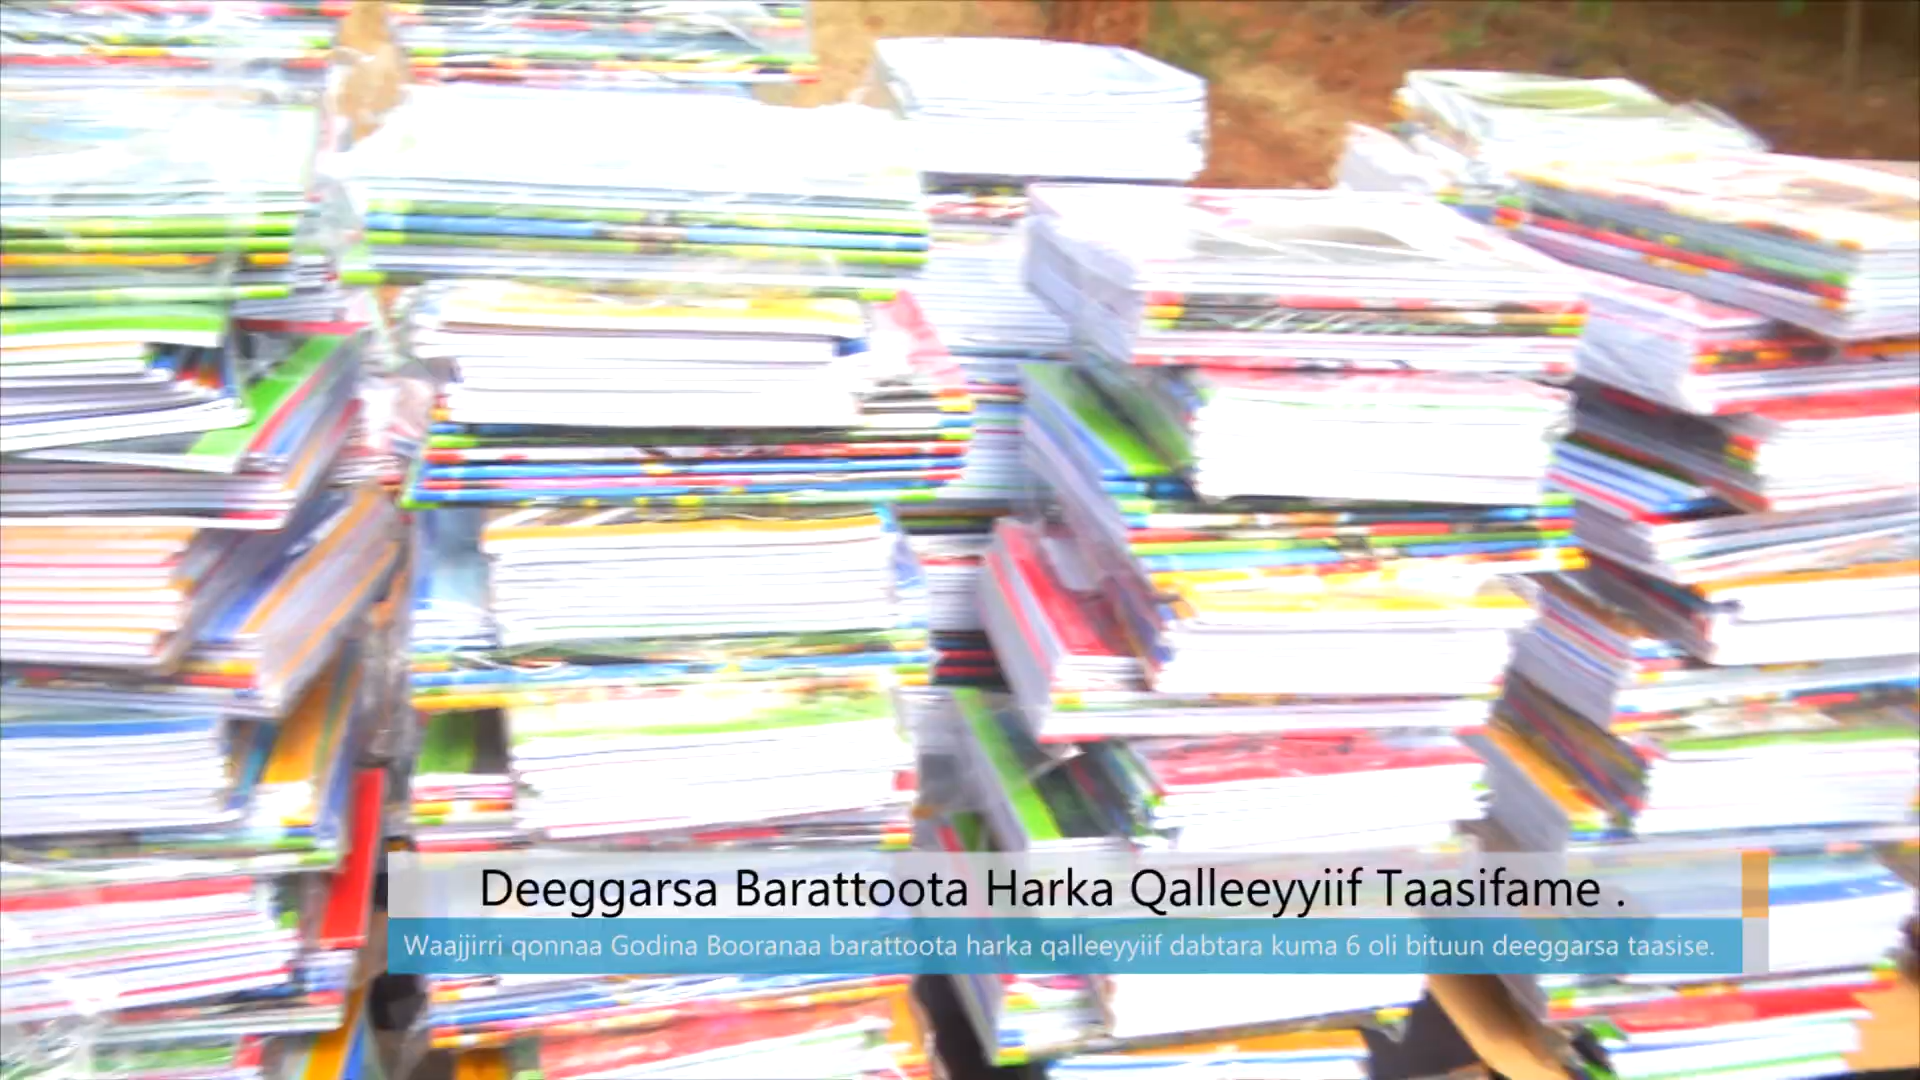 Deeggarsa Barattoota Harka Qalleeyyiif Taasifame .
Waajjirri qonnaa Godina Booranaa barattoota harka qalleeyyiif dabtara kuma 6 oli bituun deeggarsa taasise.